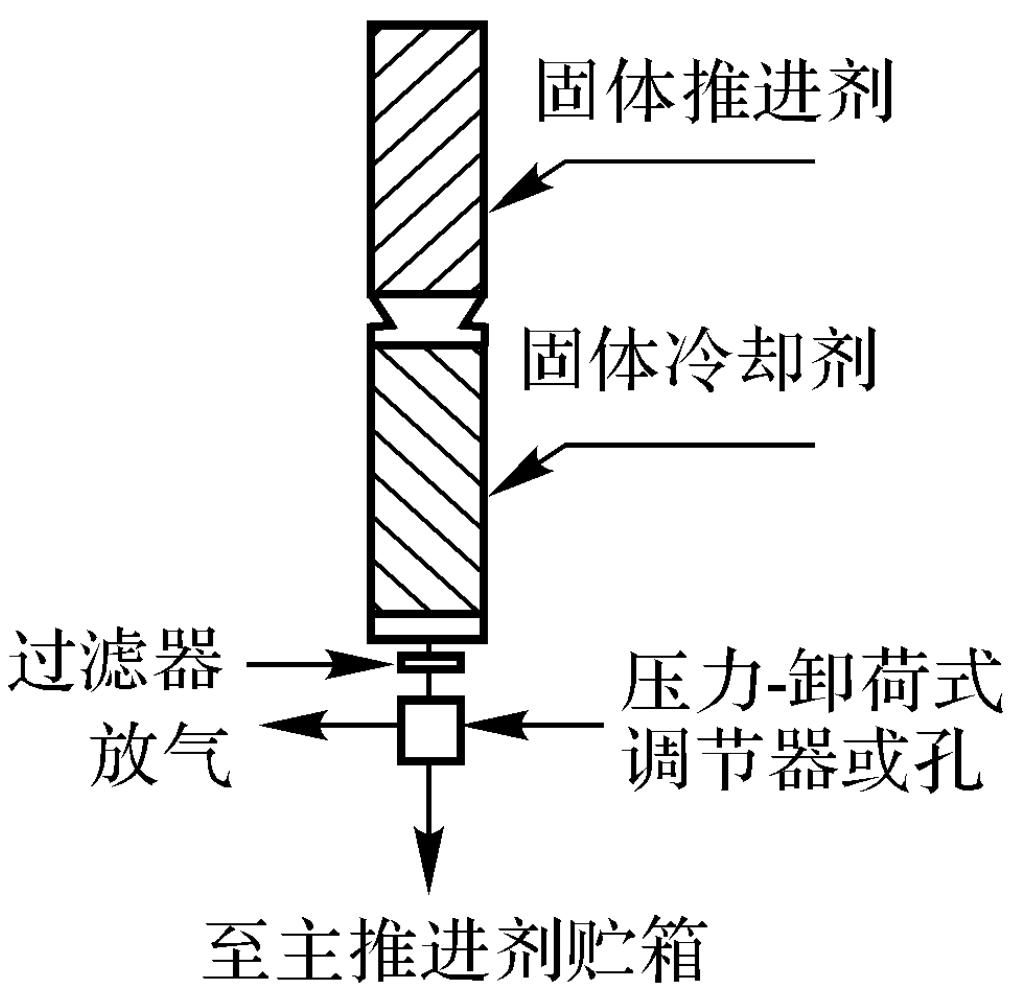 固体推进剂
固体冷却剂
过滤器
放气
压力-卸荷式
调节器或孔
至主推进剂贮箱